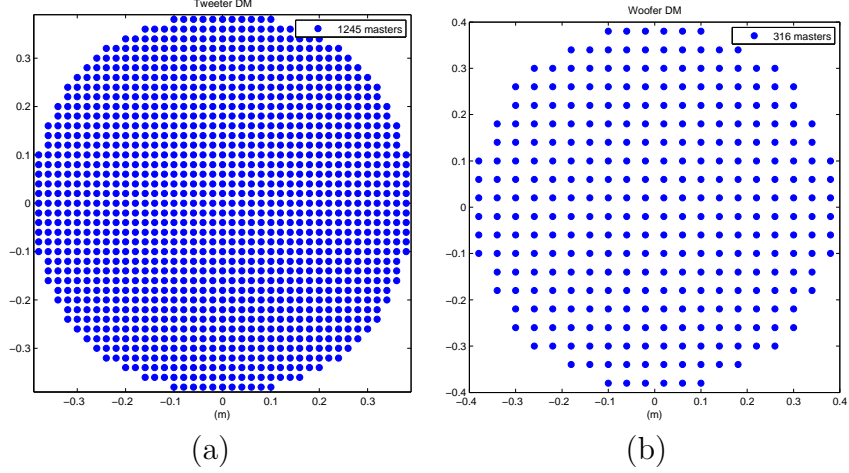 Tweeter DM
1245 masters
0.3
0.2
0.1
0
−0.1
−0.2
−0.3
−0.3 −0.2 −0.1 0 0.1 0.2 0.3
(m)
(a)
Woofer DM
316 masters
0.4
0.3
0.2
0.1
0
−0.1
−0.2
−0.3
−0.4
−0.4 −0.3 −0.2 −0.1 0 0.1 0.2 0.3 0.4
(m)
(b)